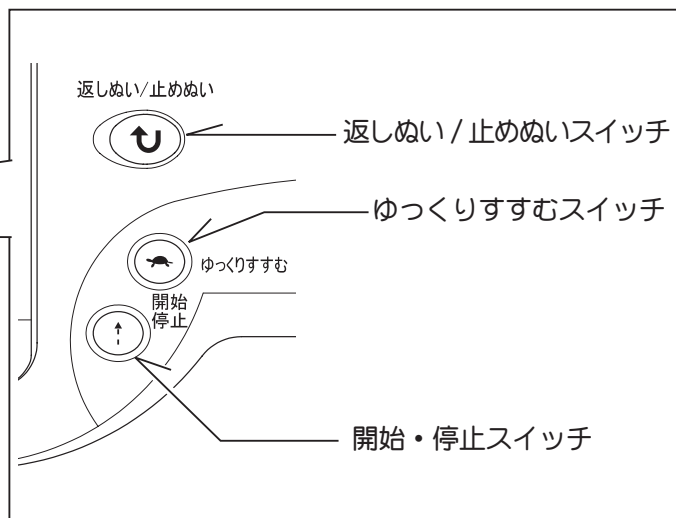 返しぬい/止めぬい
返しぬい / 止めぬいスイッチ
ゆっくりすすむスイッチ
ゆっくりすすむ
開始
停止
開始・停止スイッチ